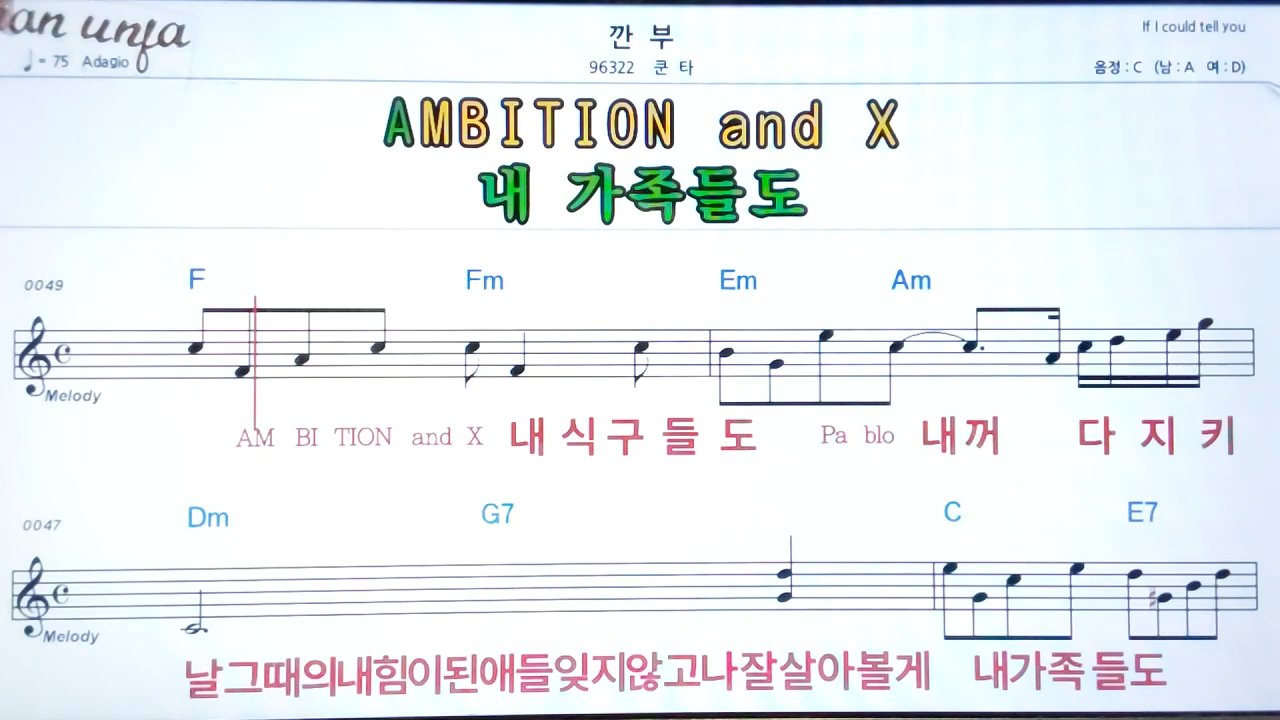 an unja
깐 부
If I could tell you
♩= 75 Adagio
96322 쿤 타
음정 : C (남 : A 여 : D)
AMBITION and X
내 가족들도
0049 F Fm Em Am
Melody
AM BI TION and X 내 식구 들 도 Pa blo 내꺼 다 지 키
0047 Dm G7 C E7
Melody
날그때의내힘이된애들잊지않고나잘살아볼게 내가족들도